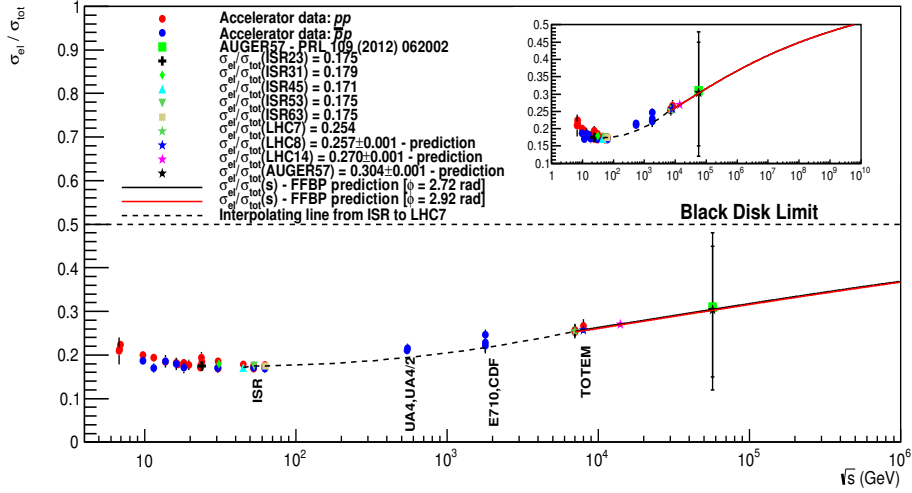 σel / σtot
1
0.9
0.8
0.7
0.6
0.5
0.4
0.3
0.2
0.1
0
Accelerator data: pp
Accelerator data: p̅p
AUGER57 - PRL 109 (2012) 062002
σel/σtot(ISR23) = 0.175
σel/σtot(ISR31) = 0.179
σel/σtot(ISR45) = 0.171
σel/σtot(ISR53) = 0.175
σel/σtot(ISR63) = 0.175
σel/σtot(LHC7) = 0.254
σel/σtot(LHC8) = 0.257±0.001 - prediction
σel/σtot(LHC14) = 0.270±0.001 - prediction
σel/σtot(AUGER57) = 0.304±0.001 - prediction
σel/σtot(s) - FFBP prediction [ϕ = 2.72 rad]
σel/σtot(s) - FFBP prediction [ϕ = 2.92 rad]
Interpolating line from ISR to LHC7
0.5
0.45
0.4
0.35
0.3
0.25
0.2
0.15
0.1
1 10 10² 10³ 10⁴ 10⁵ 10⁶ 10⁷ 10⁸ 10⁹ 10¹⁰
Black Disk Limit
ISR
UA4,UA4/2
E710,CDF
TOTEM
10 10² 10³ 10⁴ 10⁵ 10⁶
√s (GeV)